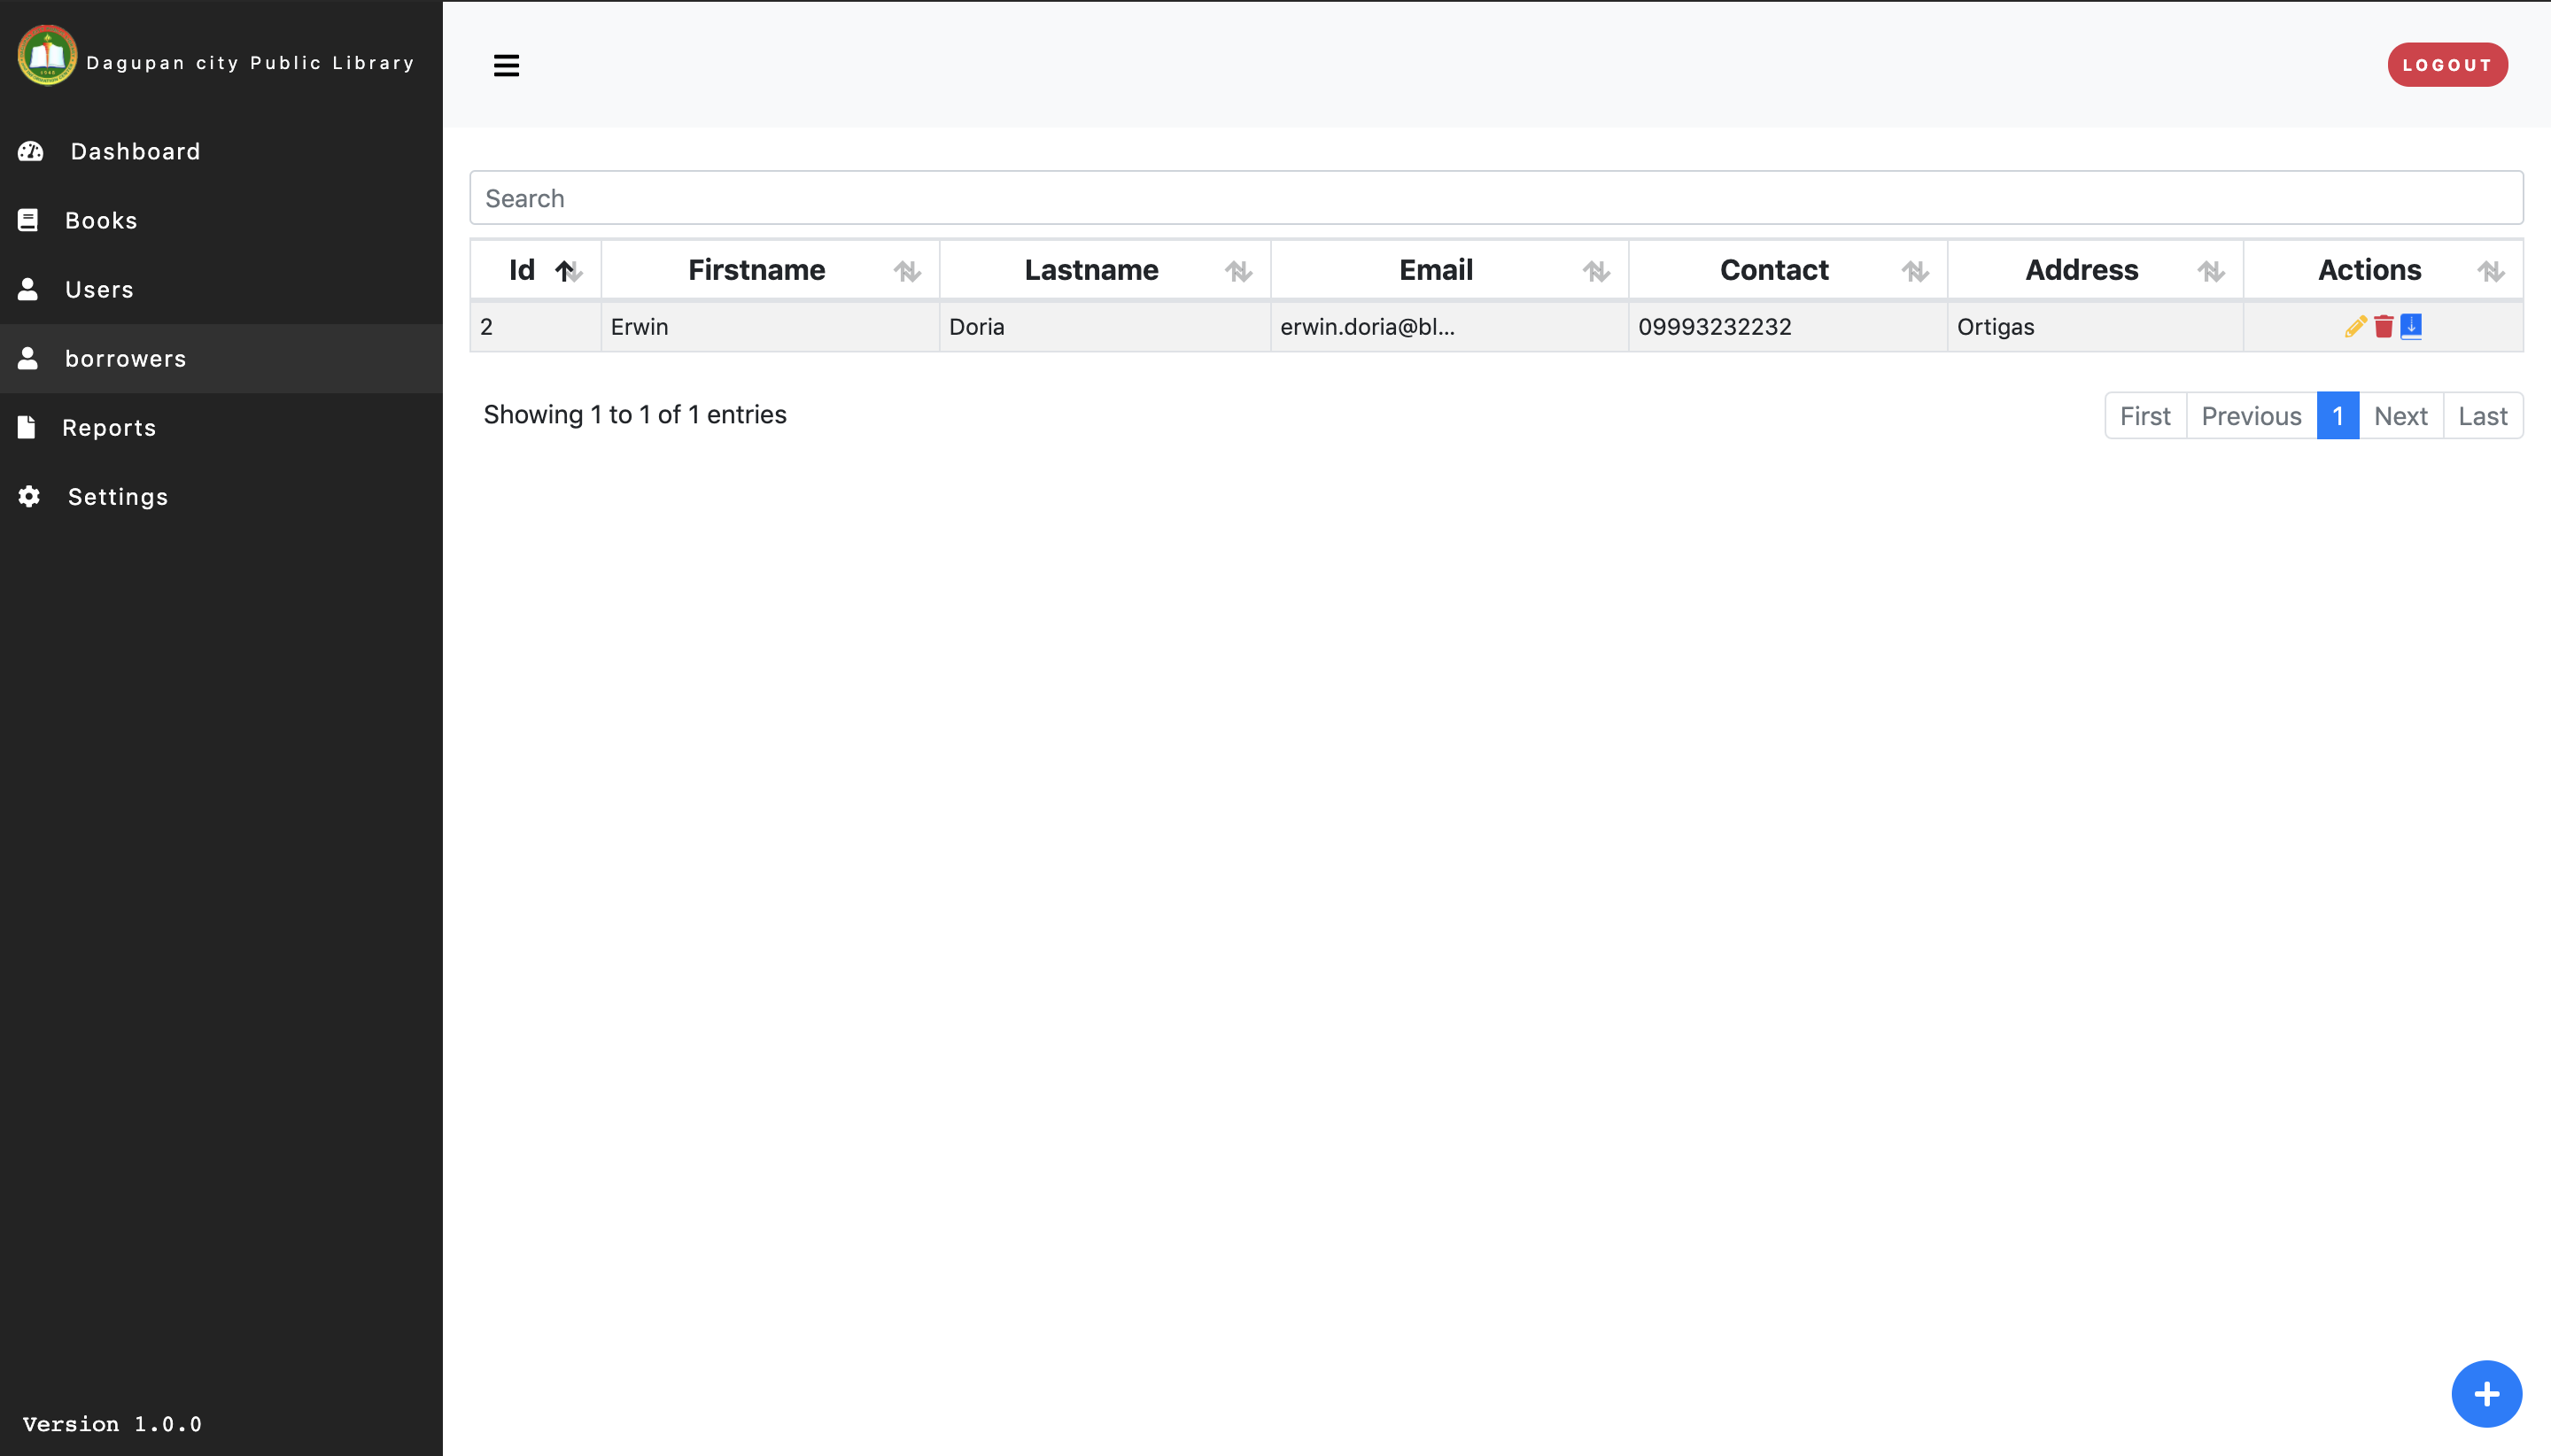 Dagupan city Public Library
LOGOUT
Dashboard
Books
Users
borrowers
Reports
Settings
Search
Id Firstname Lastname Email Contact Address Actions
2 Erwin Doria erwin.doria@bl... 09993232232 Ortigas
Showing 1 to 1 of 1 entries
First Previous 1 Next Last
Version 1.0.0